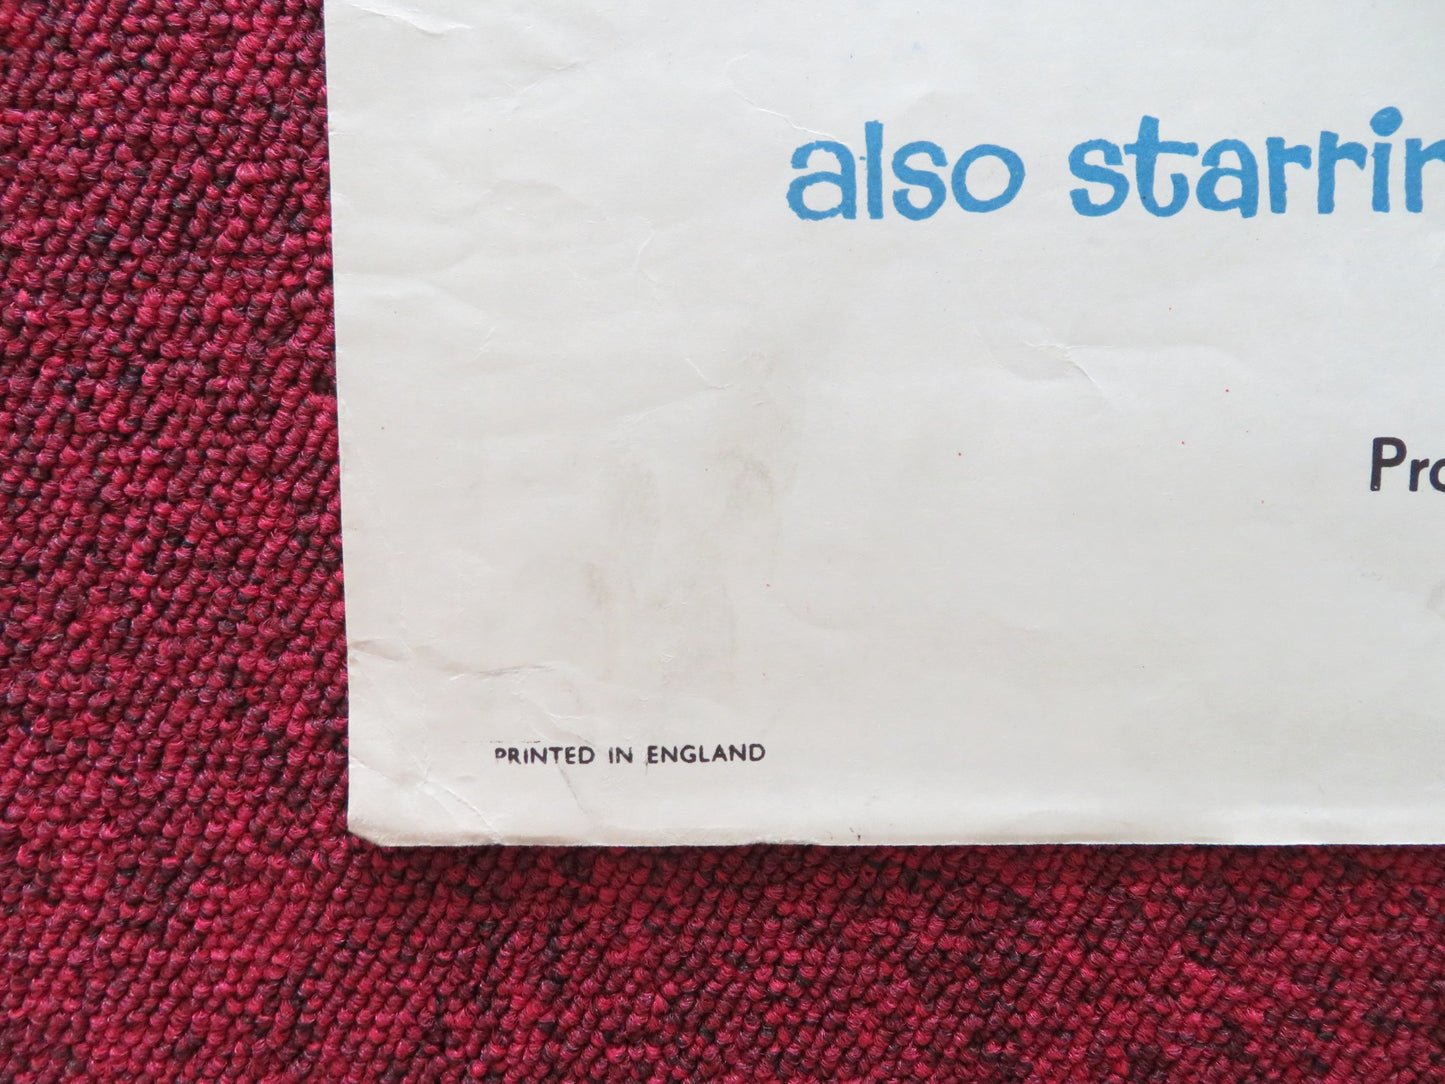 also starrin
Pro
PRINTED IN ENGLAND